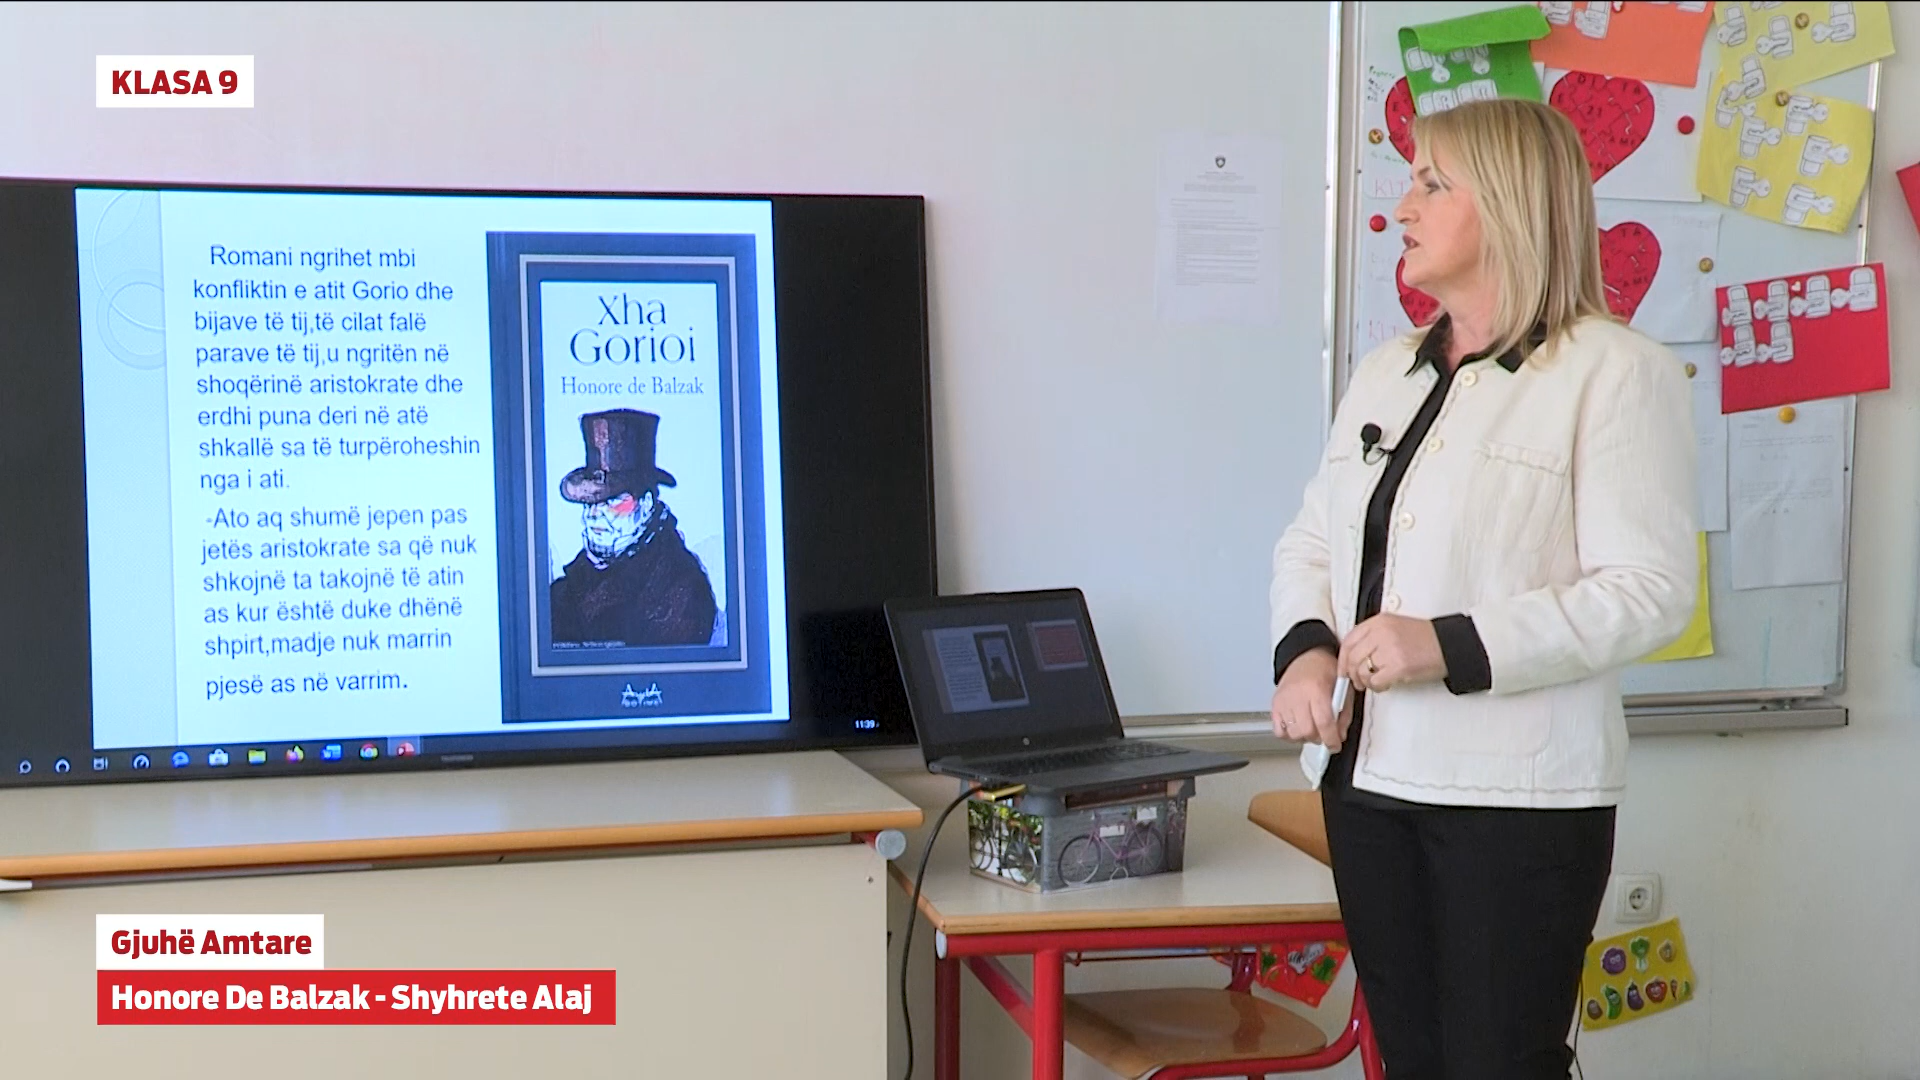 KLASA 9
Romani ngrihet mbi
konfliktin e atit Gorio dhe
bijave të tij,të cilat falë
parave të tij,u ngritën në
shoqërinë aristokrate dhe
erdhi puna deri në atë
shkallë sa të turpëroheshin
nga i ati.
-Ato aq shumë jepen pas
jetës aristokrate sa që nuk
shkojnë ta takojnë të atin
as kur është duke dhënë
shpirt,madje nuk marrin
pjesë as në varrim.
Xha
Gorioi
Honore de Balzak
11:39
Gjuhë Amtare
Honore De Balzak - Shyhrete Alaj